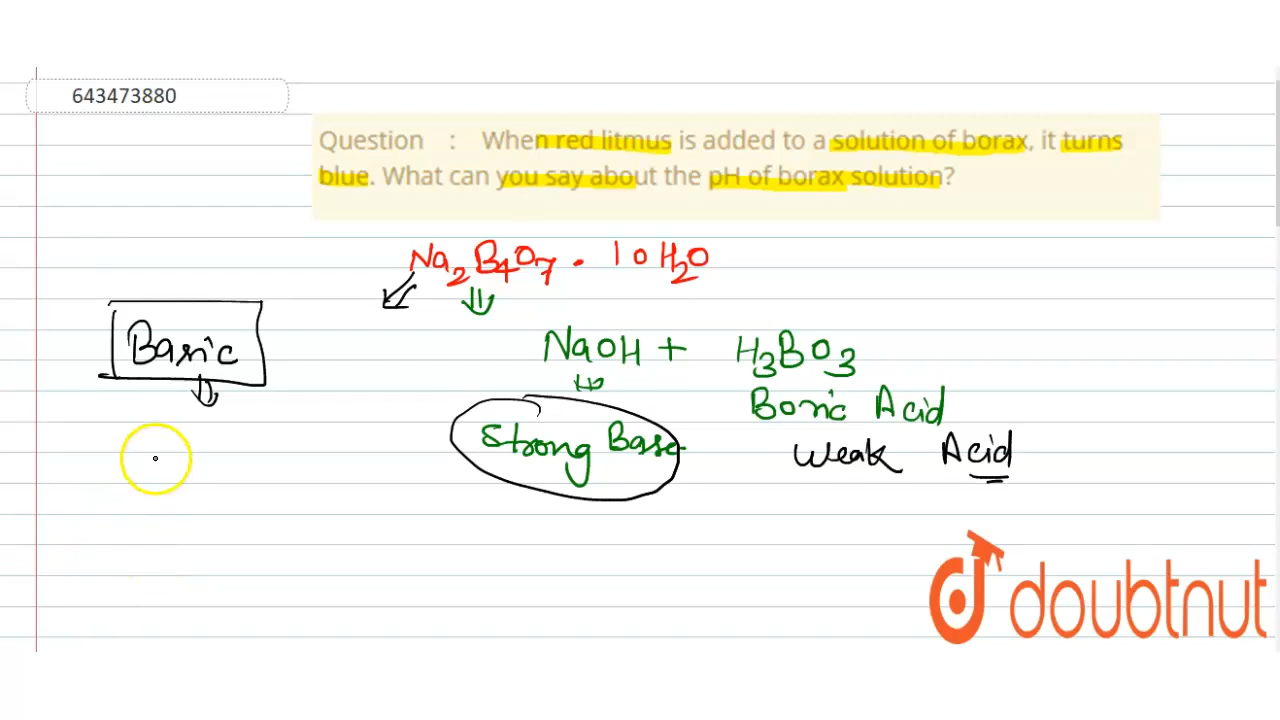 643473880
Question : When red litmus is added to a solution of borax, it turns
blue. What can you say about the pH of borax solution?
Na2B4O7 . 10H2O
Basic
NaOH + H3BO3
Boric Acid
Strong Base
Weak Acid
doubtnut